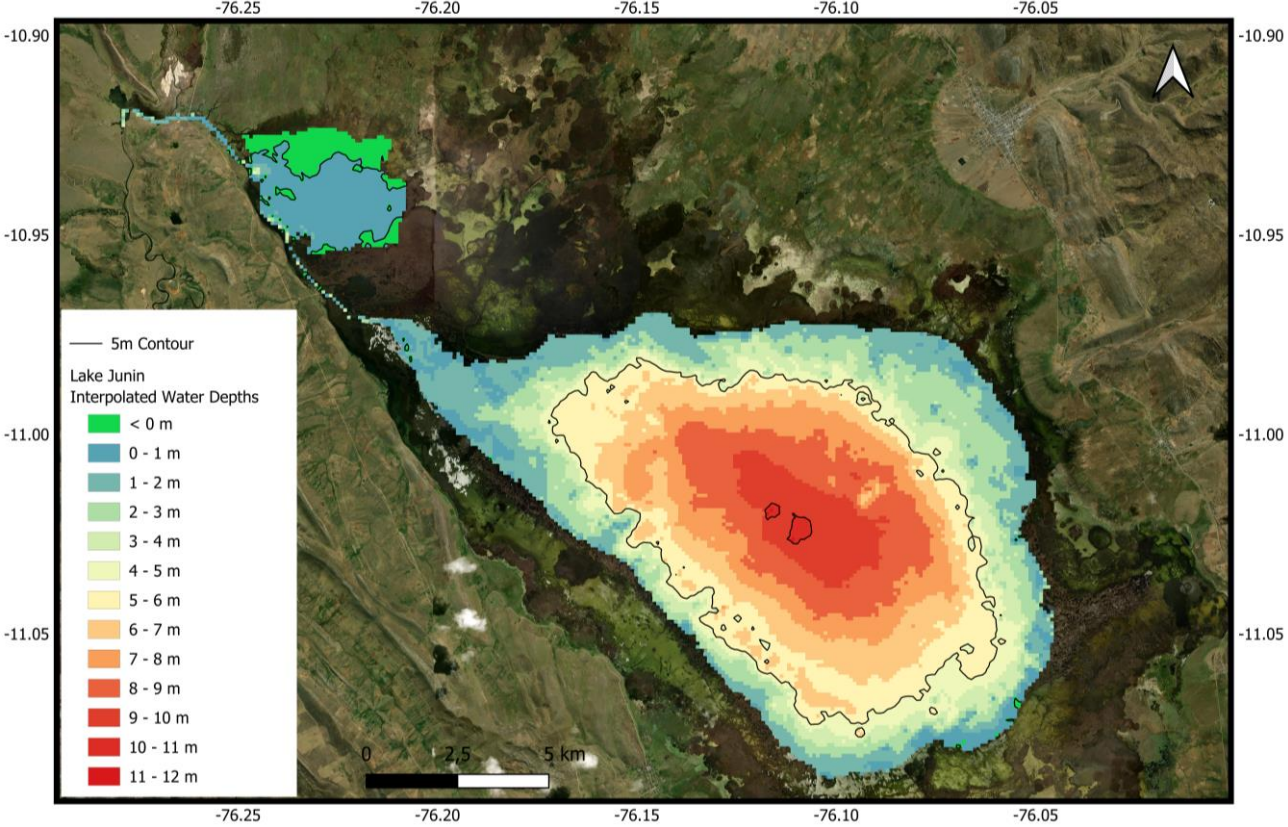 -76.25 -76.20 -76.15 -76.10 -76.05
-10.90 -10.90
-10.95 -10.95
5m Contour
Lake Junin
Interpolated Water Depths
< 0 m
-11.00 -11.00
0 - 1 m
1 - 2 m
2 - 3 m
3 - 4 m
4 - 5 m
5 - 6 m
6 - 7 m
-11.05 -11.05
7 - 8 m
8 - 9 m
9 - 10 m
10 - 11 m
11 - 12 m
0 2,5 5 km
-76.25 -76.20 -76.15 -76.10 -76.05